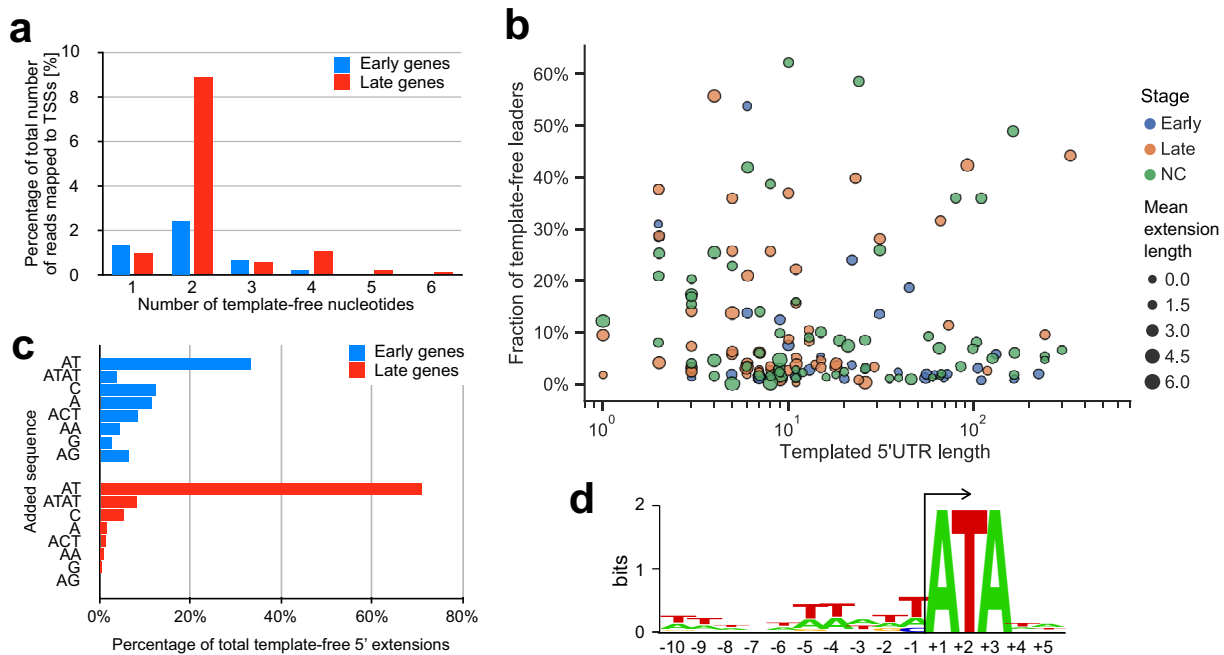 a
Percentage of total number
of reads mapped to TSSs [%]
10
8
6
4
2
0
Early genes
Late genes
1 2 3 4 5 6
Number of template-free nucleotides
b
Fraction of template-free leaders
60%
50%
40%
30%
20%
10%
0%
10^0 10^1 10^2
Templated 5'UTR length
Stage
Early
Late
NC
Mean
extension
length
0.0
1.5
3.0
4.5
6.0
c
Early genes
Late genes
Added sequence
AT
ATAT
C
A
ACT
AA
G
AG
AT
ATAT
C
A
ACT
AA
G
AG
0% 20% 40% 60% 80%
Percentage of total template-free 5' extensions
d
bits
2
1
0
ATA
-10 -9 -8 -7 -6 -5 -4 -3 -2 -1 +1 +2 +3 +4 +5